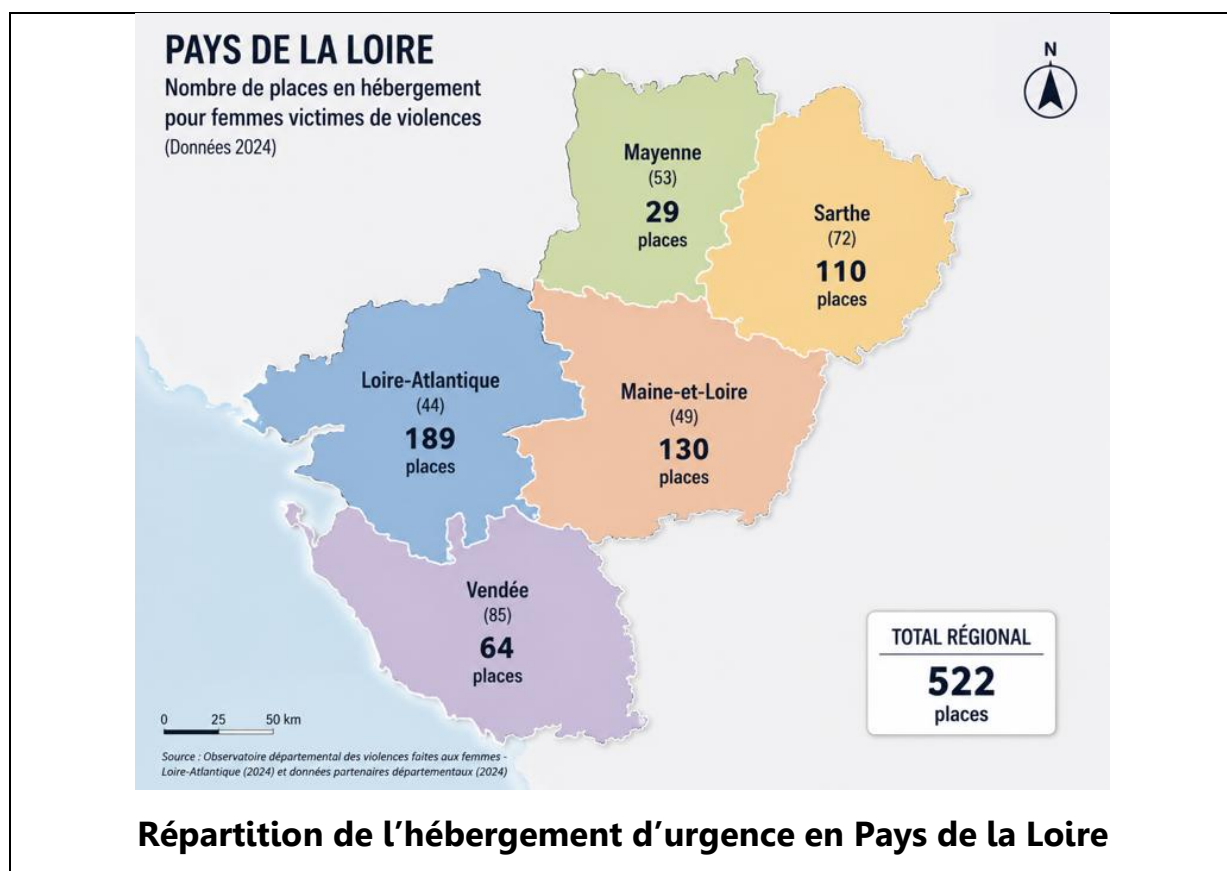 PAYS DE LA LOIRE
Nombre de places en hébergement
pour femmes victimes de violences
(Données 2024)
N
Mayenne
(53)
29
places
Sarthe
(72)
110
places
Loire-Atlantique
(44)
189
places
Maine-et-Loire
(49)
130
places
Vendée
(85)
64
places
TOTAL RÉGIONAL
522
places
0 25 50 km
Source : Observatoire départemental des violences faites aux femmes -
Loire-Atlantique (2024) et données partenaires départementaux (2024)
Répartition de l’hébergement d’urgence en Pays de la Loire